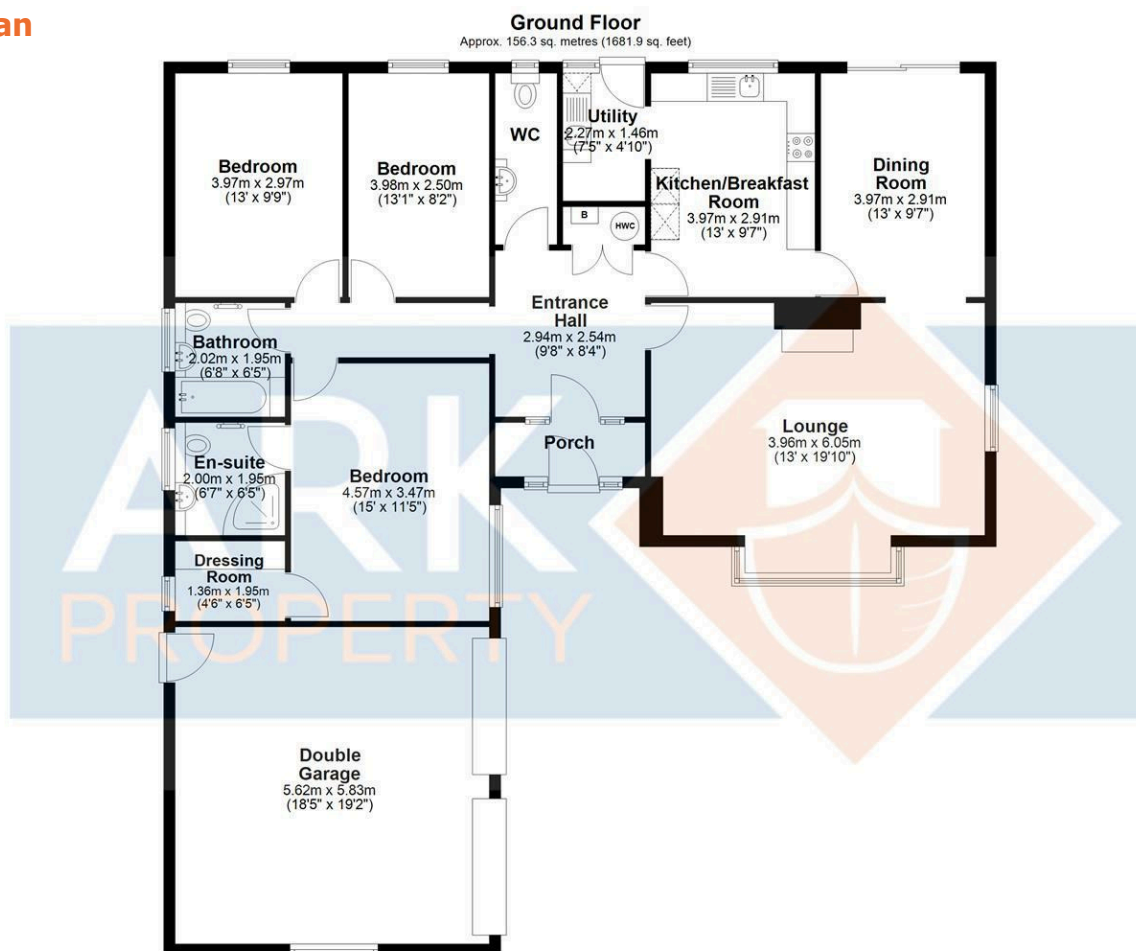 an
Ground Floor
Approx. 156.3 sq. metres (1681.9 sq. feet)
Bedroom
3.97m x 2.97m
(13' x 9'9")
Bedroom
3.98m x 2.50m
(13'1" x 8'2")
WC
Utility
2.27m x 1.46m
(7'5" x 4'10")
Kitchen/Breakfast
Room
3.97m x 2.91m
(13' x 9'7")
Dining
Room
3.97m x 2.91m
(13' x 9'7")
B
HWC
Entrance
Hall
2.94m x 2.54m
(9'8" x 8'4")
Bathroom
2.02m x 1.95m
(6'8" x 6'5")
Porch
Lounge
3.96m x 6.05m
(13' x 19'10")
En-suite
2.00m x 1.95m
(6'7" x 6'5")
Bedroom
4.57m x 3.47m
(15' x 11'5")
Dressing
Room
1.36m x 1.95m
(4'6" x 6'5")
ARK
PROPERTY
Double
Garage
5.62m x 5.83m
(18'5" x 19'2")